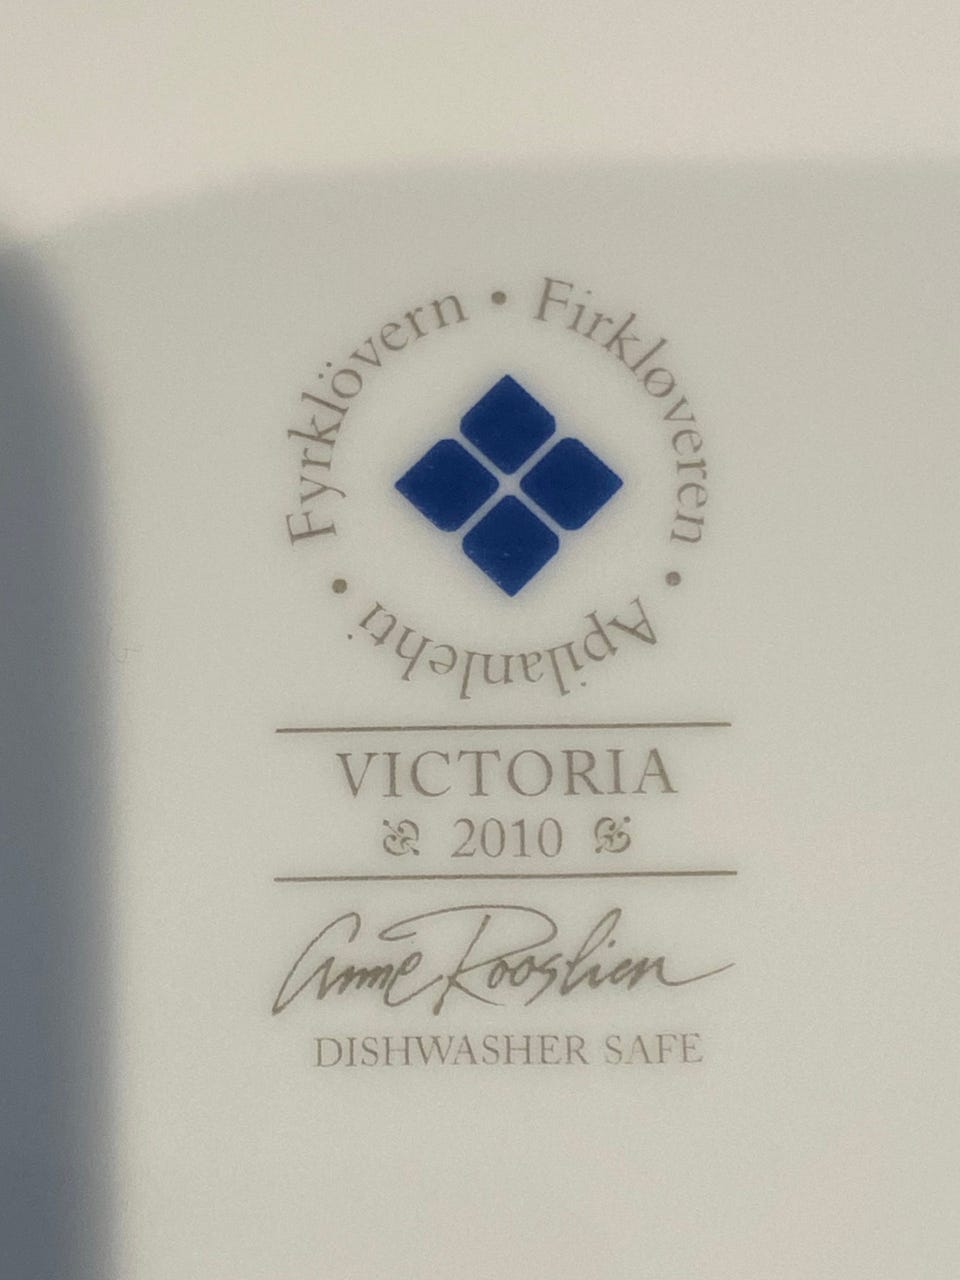 Fyrklövern • Firkløveren • Apilanlehti •
VICTORIA
2010
Anne Rooslien
DISHWASHER SAFE